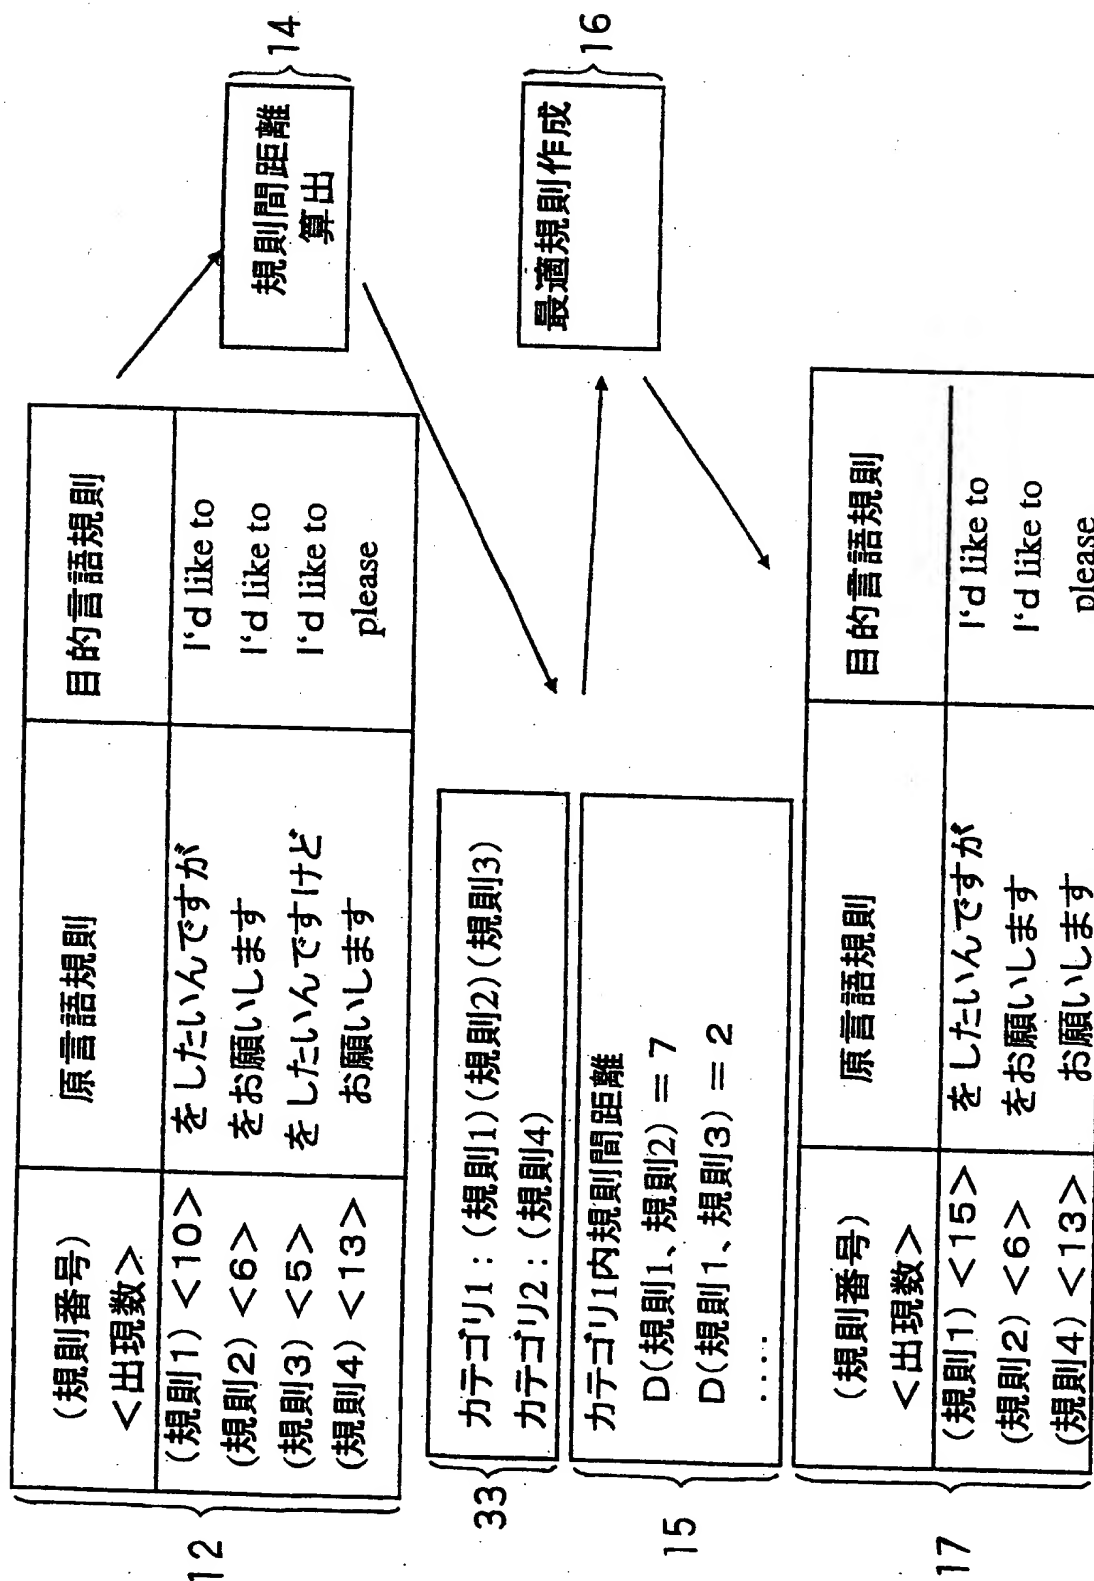 (規則番号) 原言語規則 目的言語規則
<出現数>
(規則1) <10> をしたいんですが I‘d like to
(規則2) <6> をお願いします I‘d like to
(規則3) <5> をしたいんですけど I‘d like to
(規則4) <13> お願いします please
12
規則間距離
算出
14
カテゴリ1：(規則1)(規則2)(規則3)
カテゴリ2：(規則4)
33
カテゴリ1内規則間距離
D(規則1、規則2)＝7
D(規則1、規則3)＝2
....
15
最適規則作成
16
(規則番号) 原言語規則 目的言語規則
<出現数>
(規則1) <15> をしたいんですが I‘d like to
(規則2) <6> をお願いします I‘d like to
(規則4) <13> お願いします please
17